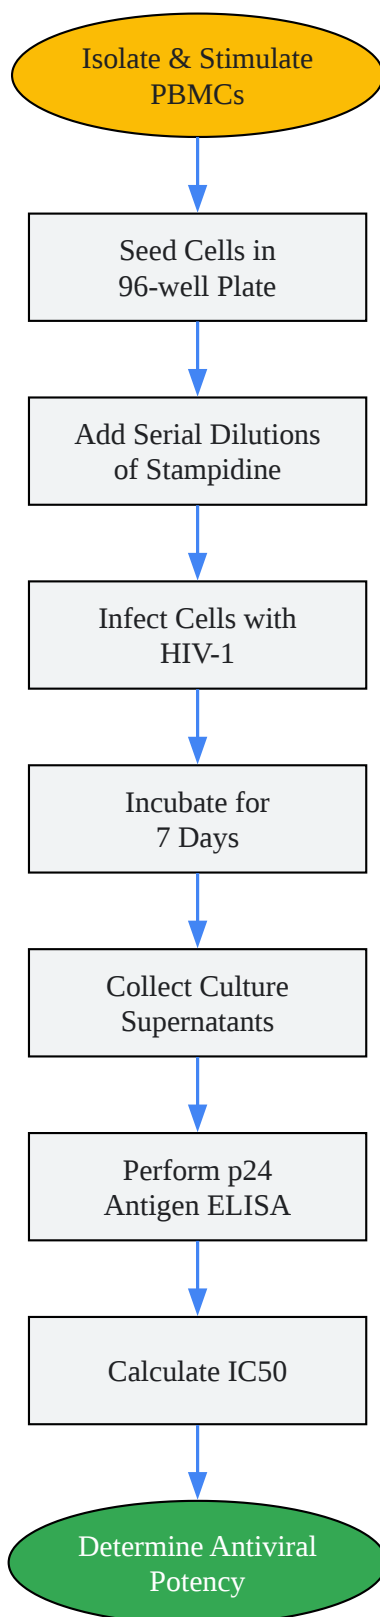 Isolate & Stimulate
PBMCs
Seed Cells in
96-well Plate
Add Serial Dilutions
of Stampidine
Infect Cells with
HIV-1
Incubate for
7 Days
Collect Culture
Supernatants
Perform p24
Antigen ELISA
Calculate IC50
Determine Antiviral
Potency